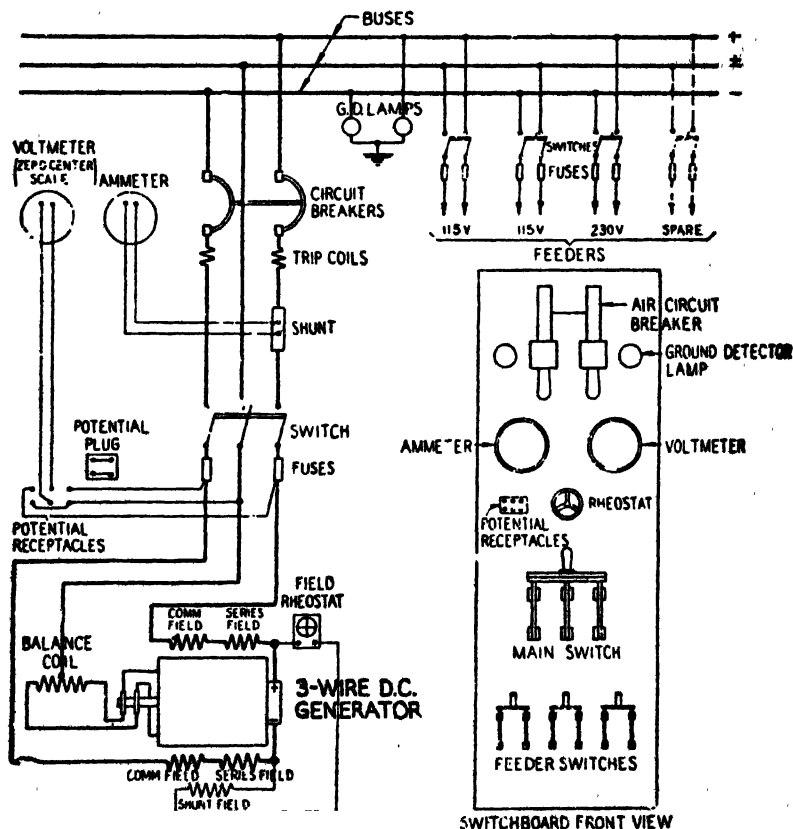 BUSES
+
±
−
G.D. LAMPS
VOLTMETER
(ZERO CENTER
SCALE)
AMMETER
CIRCUIT
BREAKERS
SWITCHES
FUSES
115V
115V
230V
SPARE
FEEDERS
TRIP COILS
SHUNT
AIR CIRCUIT
BREAKER
GROUND DETECTOR
LAMP
POTENTIAL
PLUG
SWITCH
FUSES
AMMETER
VOLTMETER
RHEOSTAT
POTENTIAL
RECEPTACLES
POTENTIAL
RECEPTACLES
FIELD
RHEOSTAT
COMM
FIELD
SERIES
FIELD
BALANCE
COIL
MAIN SWITCH
+
3-WIRE D.C.
GENERATOR
−
COMM FIELD
SERIES FIELD
SHUNT FIELD
FEEDER SWITCHES
SWITCHBOARD FRONT VIEW